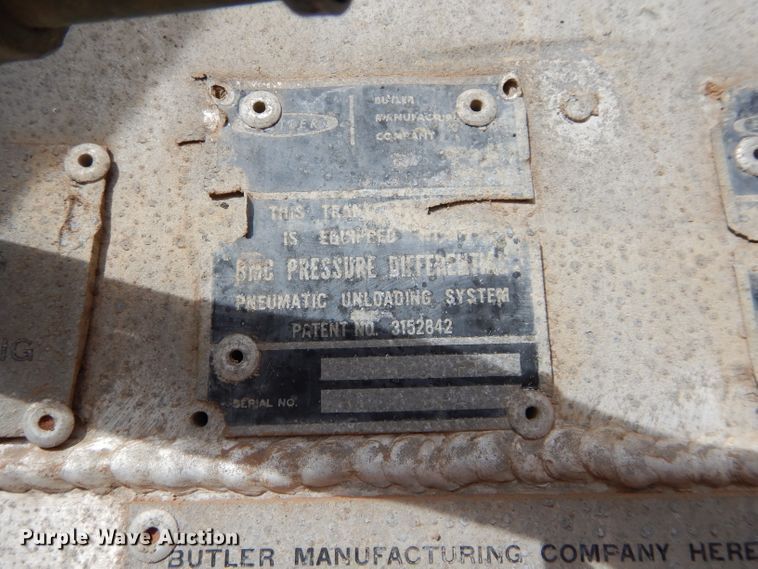 BUTLER
MANUFACTURING
COMPANY
THIS TRAN
IS EQUIPPED
BMC PRESSURE DIFFERENTIAL
PNEUMATIC UNLOADING SYSTEM
PATENT NO. 3152842
SERIAL NO.
BUTLER MANUFACTURING COMPANY HERE
Purple Wave Auction